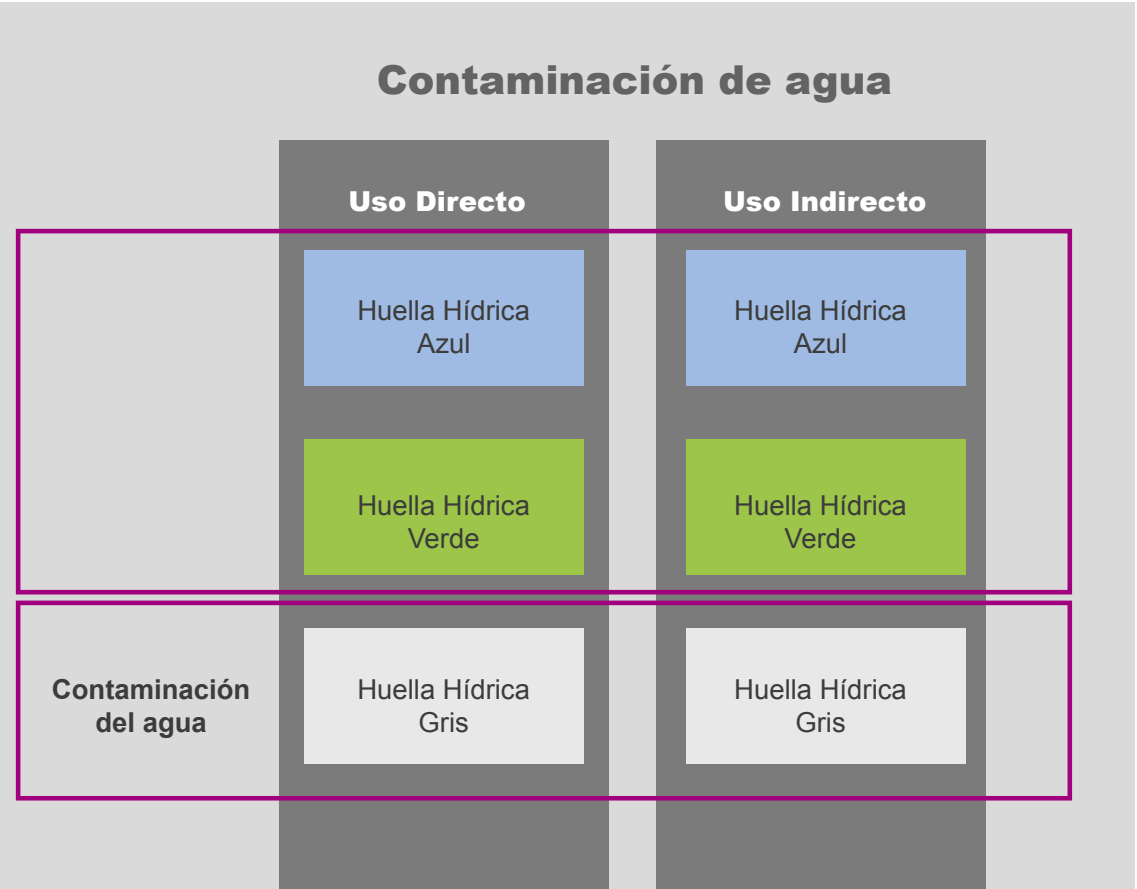 Contaminación de agua
Uso Directo
Uso Indirecto
Huella Hídrica
Azul
Huella Hídrica
Azul
Huella Hídrica
Verde
Huella Hídrica
Verde
Contaminación
del agua
Huella Hídrica
Gris
Huella Hídrica
Gris